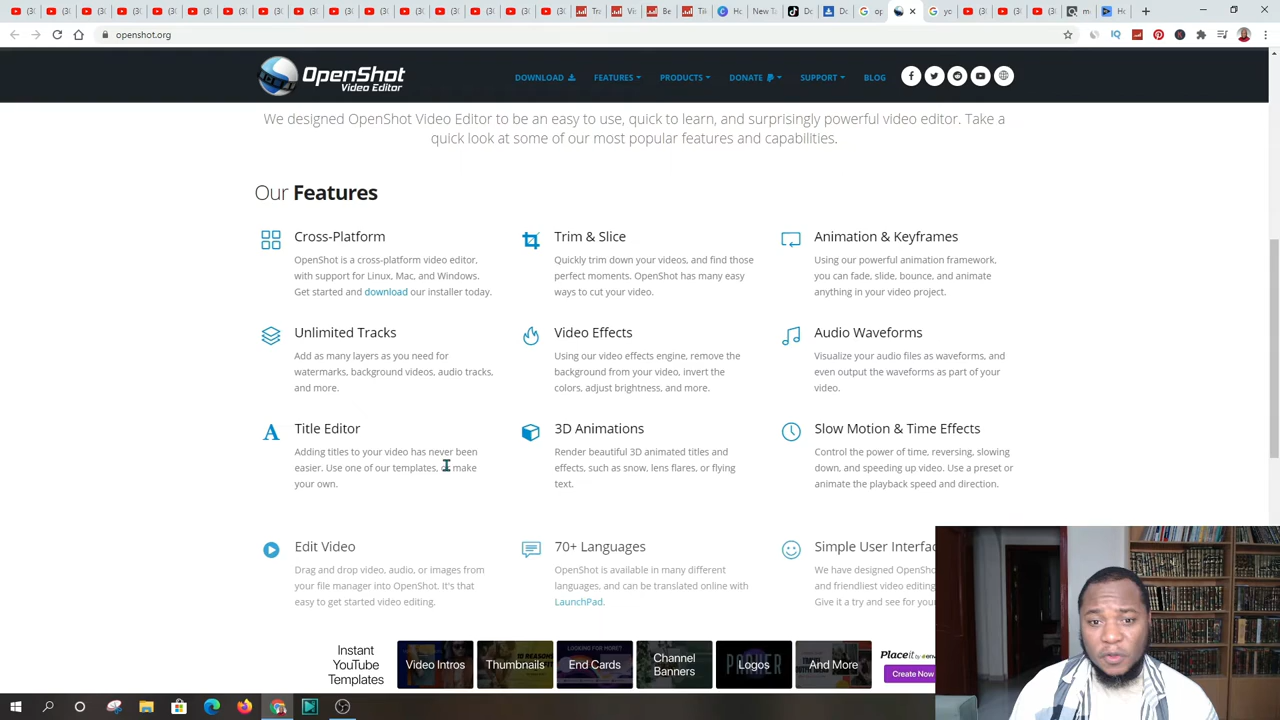 openshot.org
OpenShot
Video Editor
DOWNLOAD
FEATURES
PRODUCTS
DONATE
SUPPORT
BLOG
We designed OpenShot Video Editor to be an easy to use, quick to learn, and surprisingly powerful video editor. Take a
quick look at some of our most popular features and capabilities.
Our Features
Cross-Platform
OpenShot is a cross-platform video editor,
with support for Linux, Mac, and Windows.
Get started and download our installer today.
Trim & Slice
Quickly trim down your videos, and find those
perfect moments. OpenShot has many easy
ways to cut your video.
Animation & Keyframes
Using our powerful animation framework,
you can fade, slide, bounce, and animate
anything in your video project.
Unlimited Tracks
Add as many layers as you need for
watermarks, background videos, audio tracks,
and more.
Video Effects
Using our video effects engine, remove the
background from your video, invert the
colors, adjust brightness, and more.
Audio Waveforms
Visualize your audio files as waveforms, and
even output the waveforms as part of your
video.
Title Editor
Adding titles to your video has never been
easier. Use one of our templates, make
your own.
3D Animations
Render beautiful 3D animated titles and
effects, such as snow, lens flares, or flying
text.
Slow Motion & Time Effects
Control the power of time, reversing, slowing
down, and speeding up video. Use a preset or
animate the playback speed and direction.
Edit Video
Drag and drop video, audio, or images from
your file manager into OpenShot. It's that
easy to get started video editing.
70+ Languages
OpenShot is available in many different
languages, and can be translated online with
LaunchPad.
Simple User
We have designed
and friendliest video
Give it a try and see for
Instant
YouTube
Templates
Video Intros
Thumbnails
End Cards
Channel
Banners
Logos
And More
Placeit
Create Now